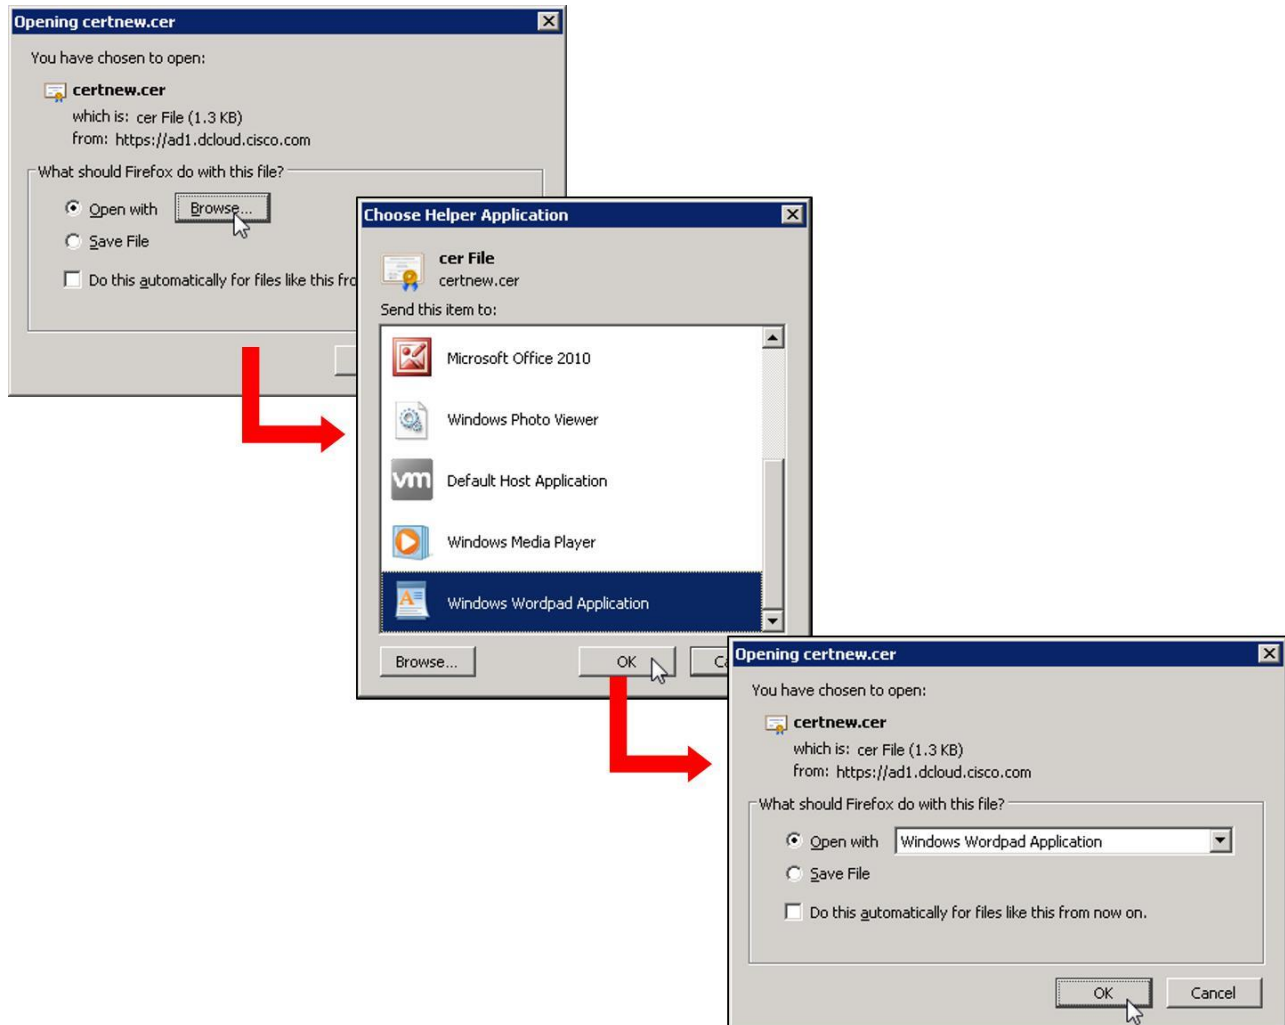 Opening certnew.cer
You have chosen to open:
certnew.cer
which is: cer File (1.3 KB)
from: https://ad1.dcloud.cisco.com
What should Firefox do with this file?
Open with Browse...
Save File
Do this automatically for files like this fro
Choose Helper Application
cer File
certnew.cer
Send this item to:
Microsoft Office 2010
Windows Photo Viewer
vm Default Host Application
Windows Media Player
Windows Wordpad Application
Browse... OK
Opening certnew.cer
You have chosen to open:
certnew.cer
which is: cer File (1.3 KB)
from: https://ad1.dcloud.cisco.com
What should Firefox do with this file?
Open with Windows Wordpad Application
Save File
Do this automatically for files like this from now on.
OK Cancel